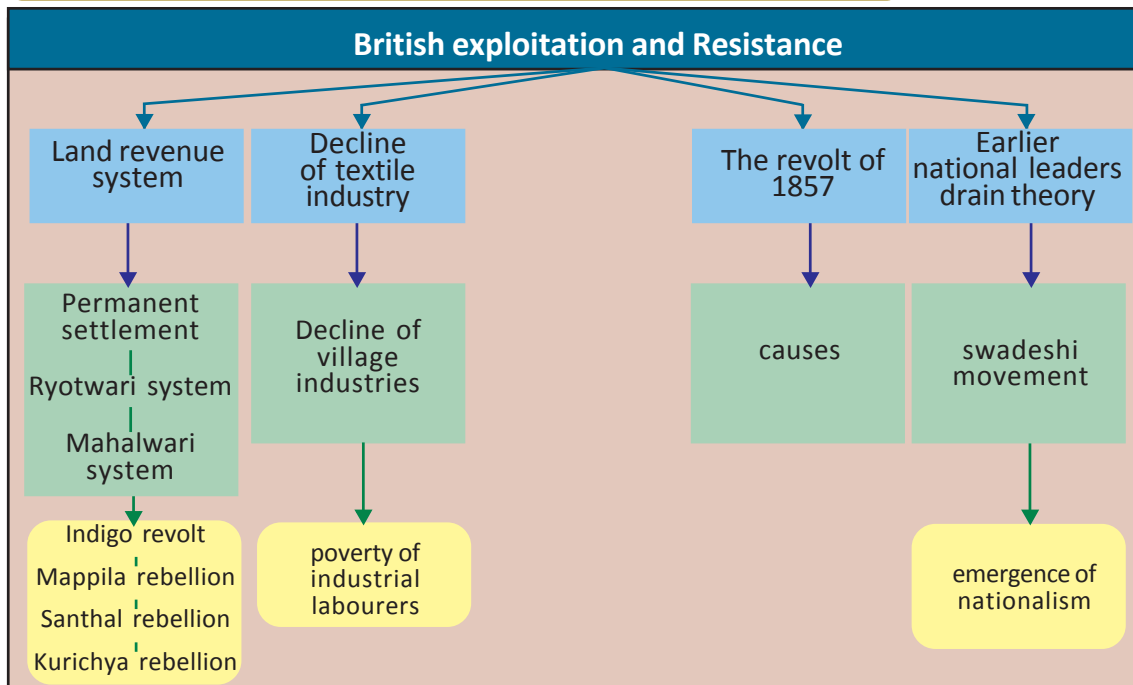 British exploitation and Resistance
Land revenue
system
Decline
of textile
industry
The revolt of
1857
Earlier
national leaders
drain theory
Permanent
settlement
Ryotwari system
Mahalwari
system
Decline of
village
industries
causes
swadeshi
movement
Indigo revolt
Mappila rebellion
Santhal rebellion
Kurichya rebellion
poverty of
industrial
labourers
emergence of
nationalism